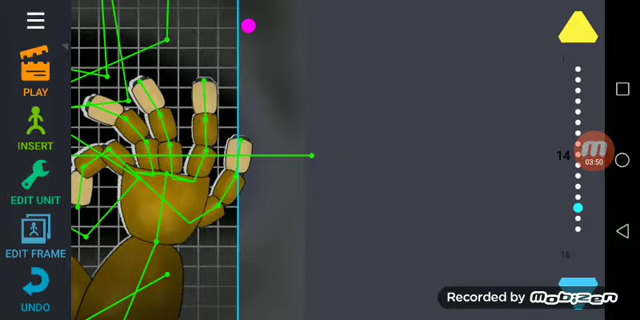 PLAY
INSERT
EDIT UNIT
EDIT FRAME
UNDO
14
16
03:50
Recorded by mobizen